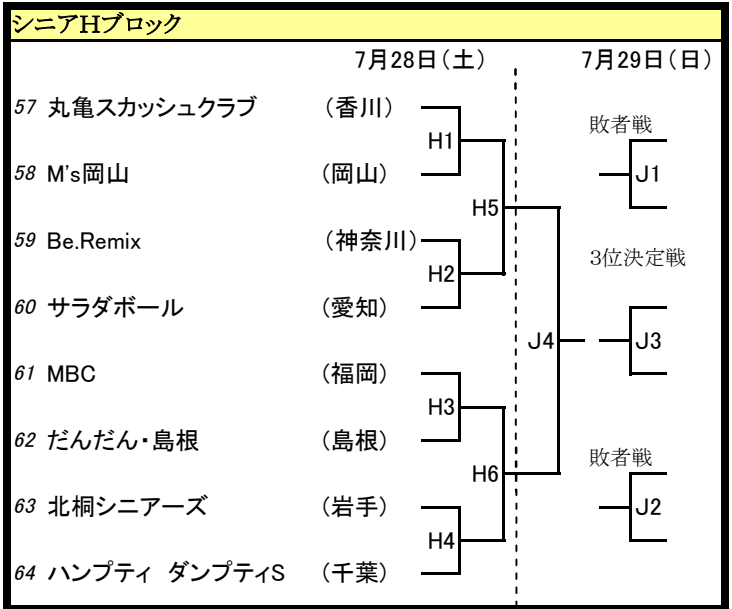 シニアHブロック
7月28日(土) 7月29日(日)
57 丸亀スカッシュクラブ (香川)
敗者戦
H1
58 M's岡山 (岡山) J1
H5
59 Be.Remix (神奈川)
3位決定戦
H2
60 サラダボール (愛知)
J4 J3
61 MBC (福岡)
H3
62 だんだん・島根 (島根)
敗者戦
H6
63 北桐シニアーズ (岩手) J2
H4
64 ハンプティ ダンプティS (千葉)